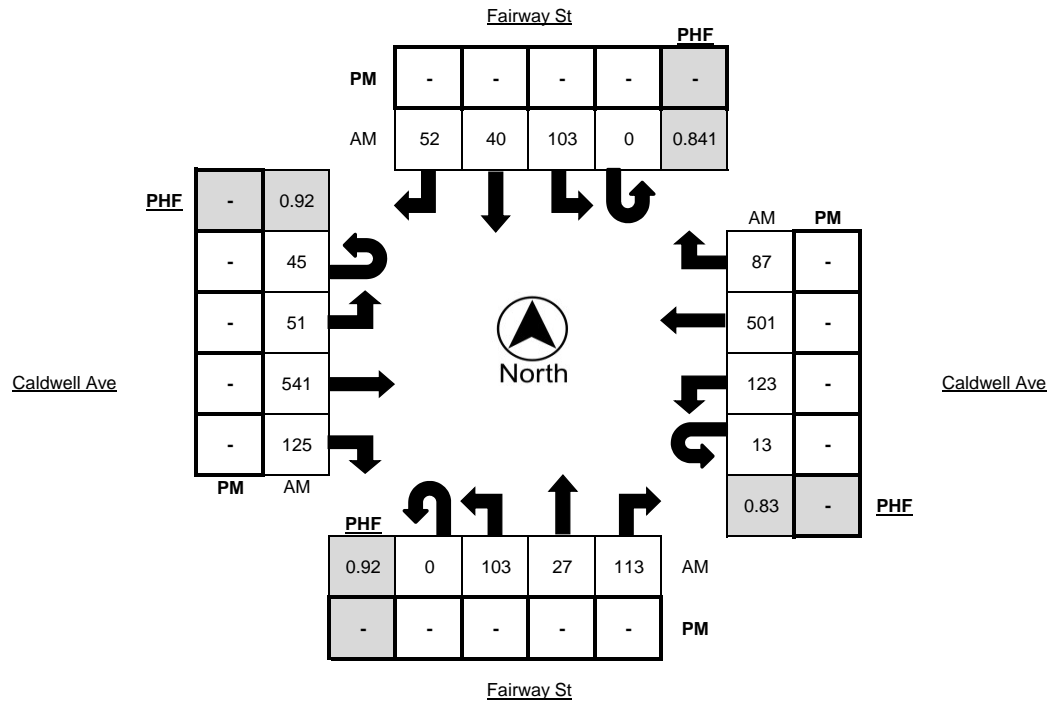 Fairway St
PHF
PM - - - - -
AM 52 40 103 0 0.841
PHF - 0.92
AM PM
- 45
87 -
- 51
501 -
North
Caldwell Ave
- 541
123 -
Caldwell Ave
- 125
13 -
PM AM
0.83 - PHF
PHF
0.92 0 103 27 113 AM
- - - - - PM
Fairway St